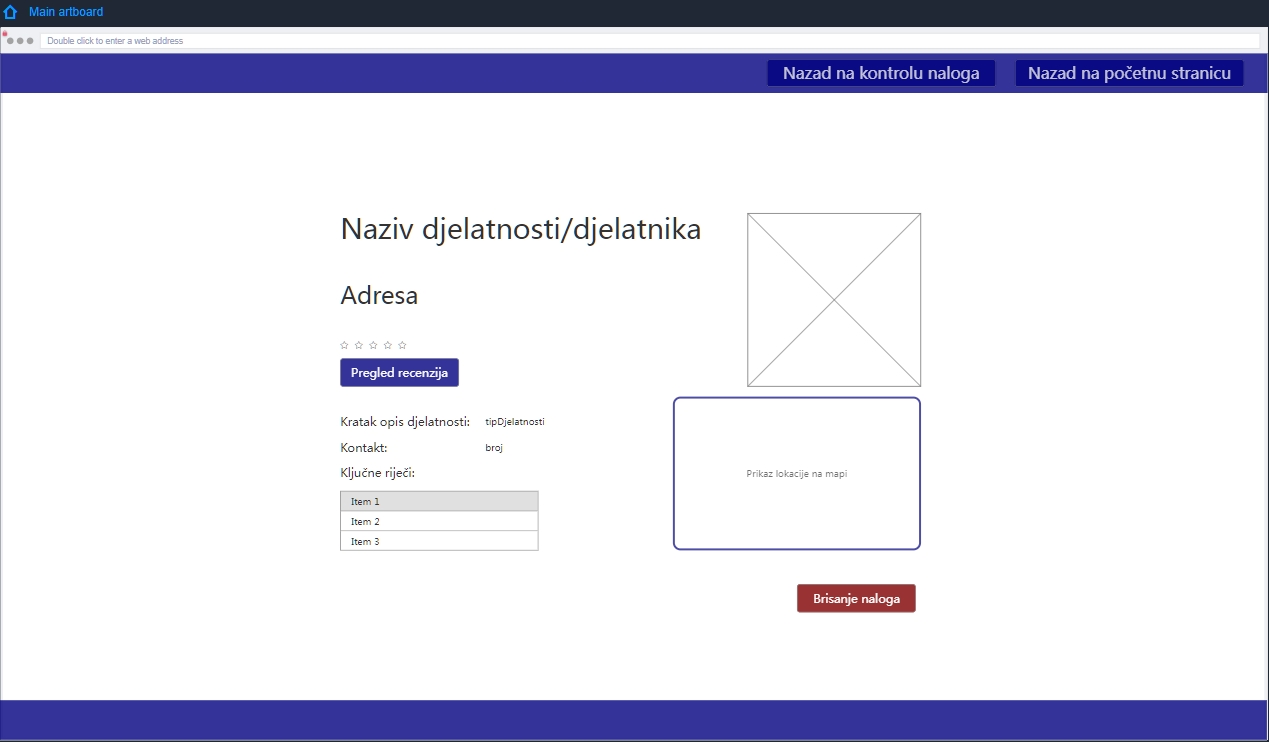 Main artboard
Double click to enter a web address
Nazad na kontrolu naloga
Nazad na početnu stranicu
Naziv djelatnosti/djelatnika
Adresa
Pregled recenzija
Kratak opis djelatnosti: tipDjelatnosti
Kontakt: broj
Ključne riječi:
Item 1
Item 2
Item 3
Prikaz lokacije na mapi
Brisanje naloga